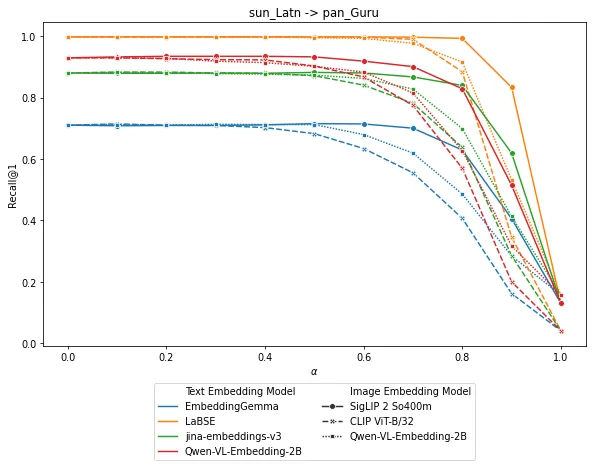 sun_Latn -> pan_Guru
1.0
0.8
0.6
0.4
0.2
0.0
Recall@1
0.0 0.2 0.4 0.6 0.8 1.0
α
Text Embedding Model
EmbeddingGemma
LaBSE
jina-embeddings-v3
Qwen-VL-Embedding-2B
Image Embedding Model
SigLIP 2 So400m
CLIP ViT-B/32
Qwen-VL-Embedding-2B